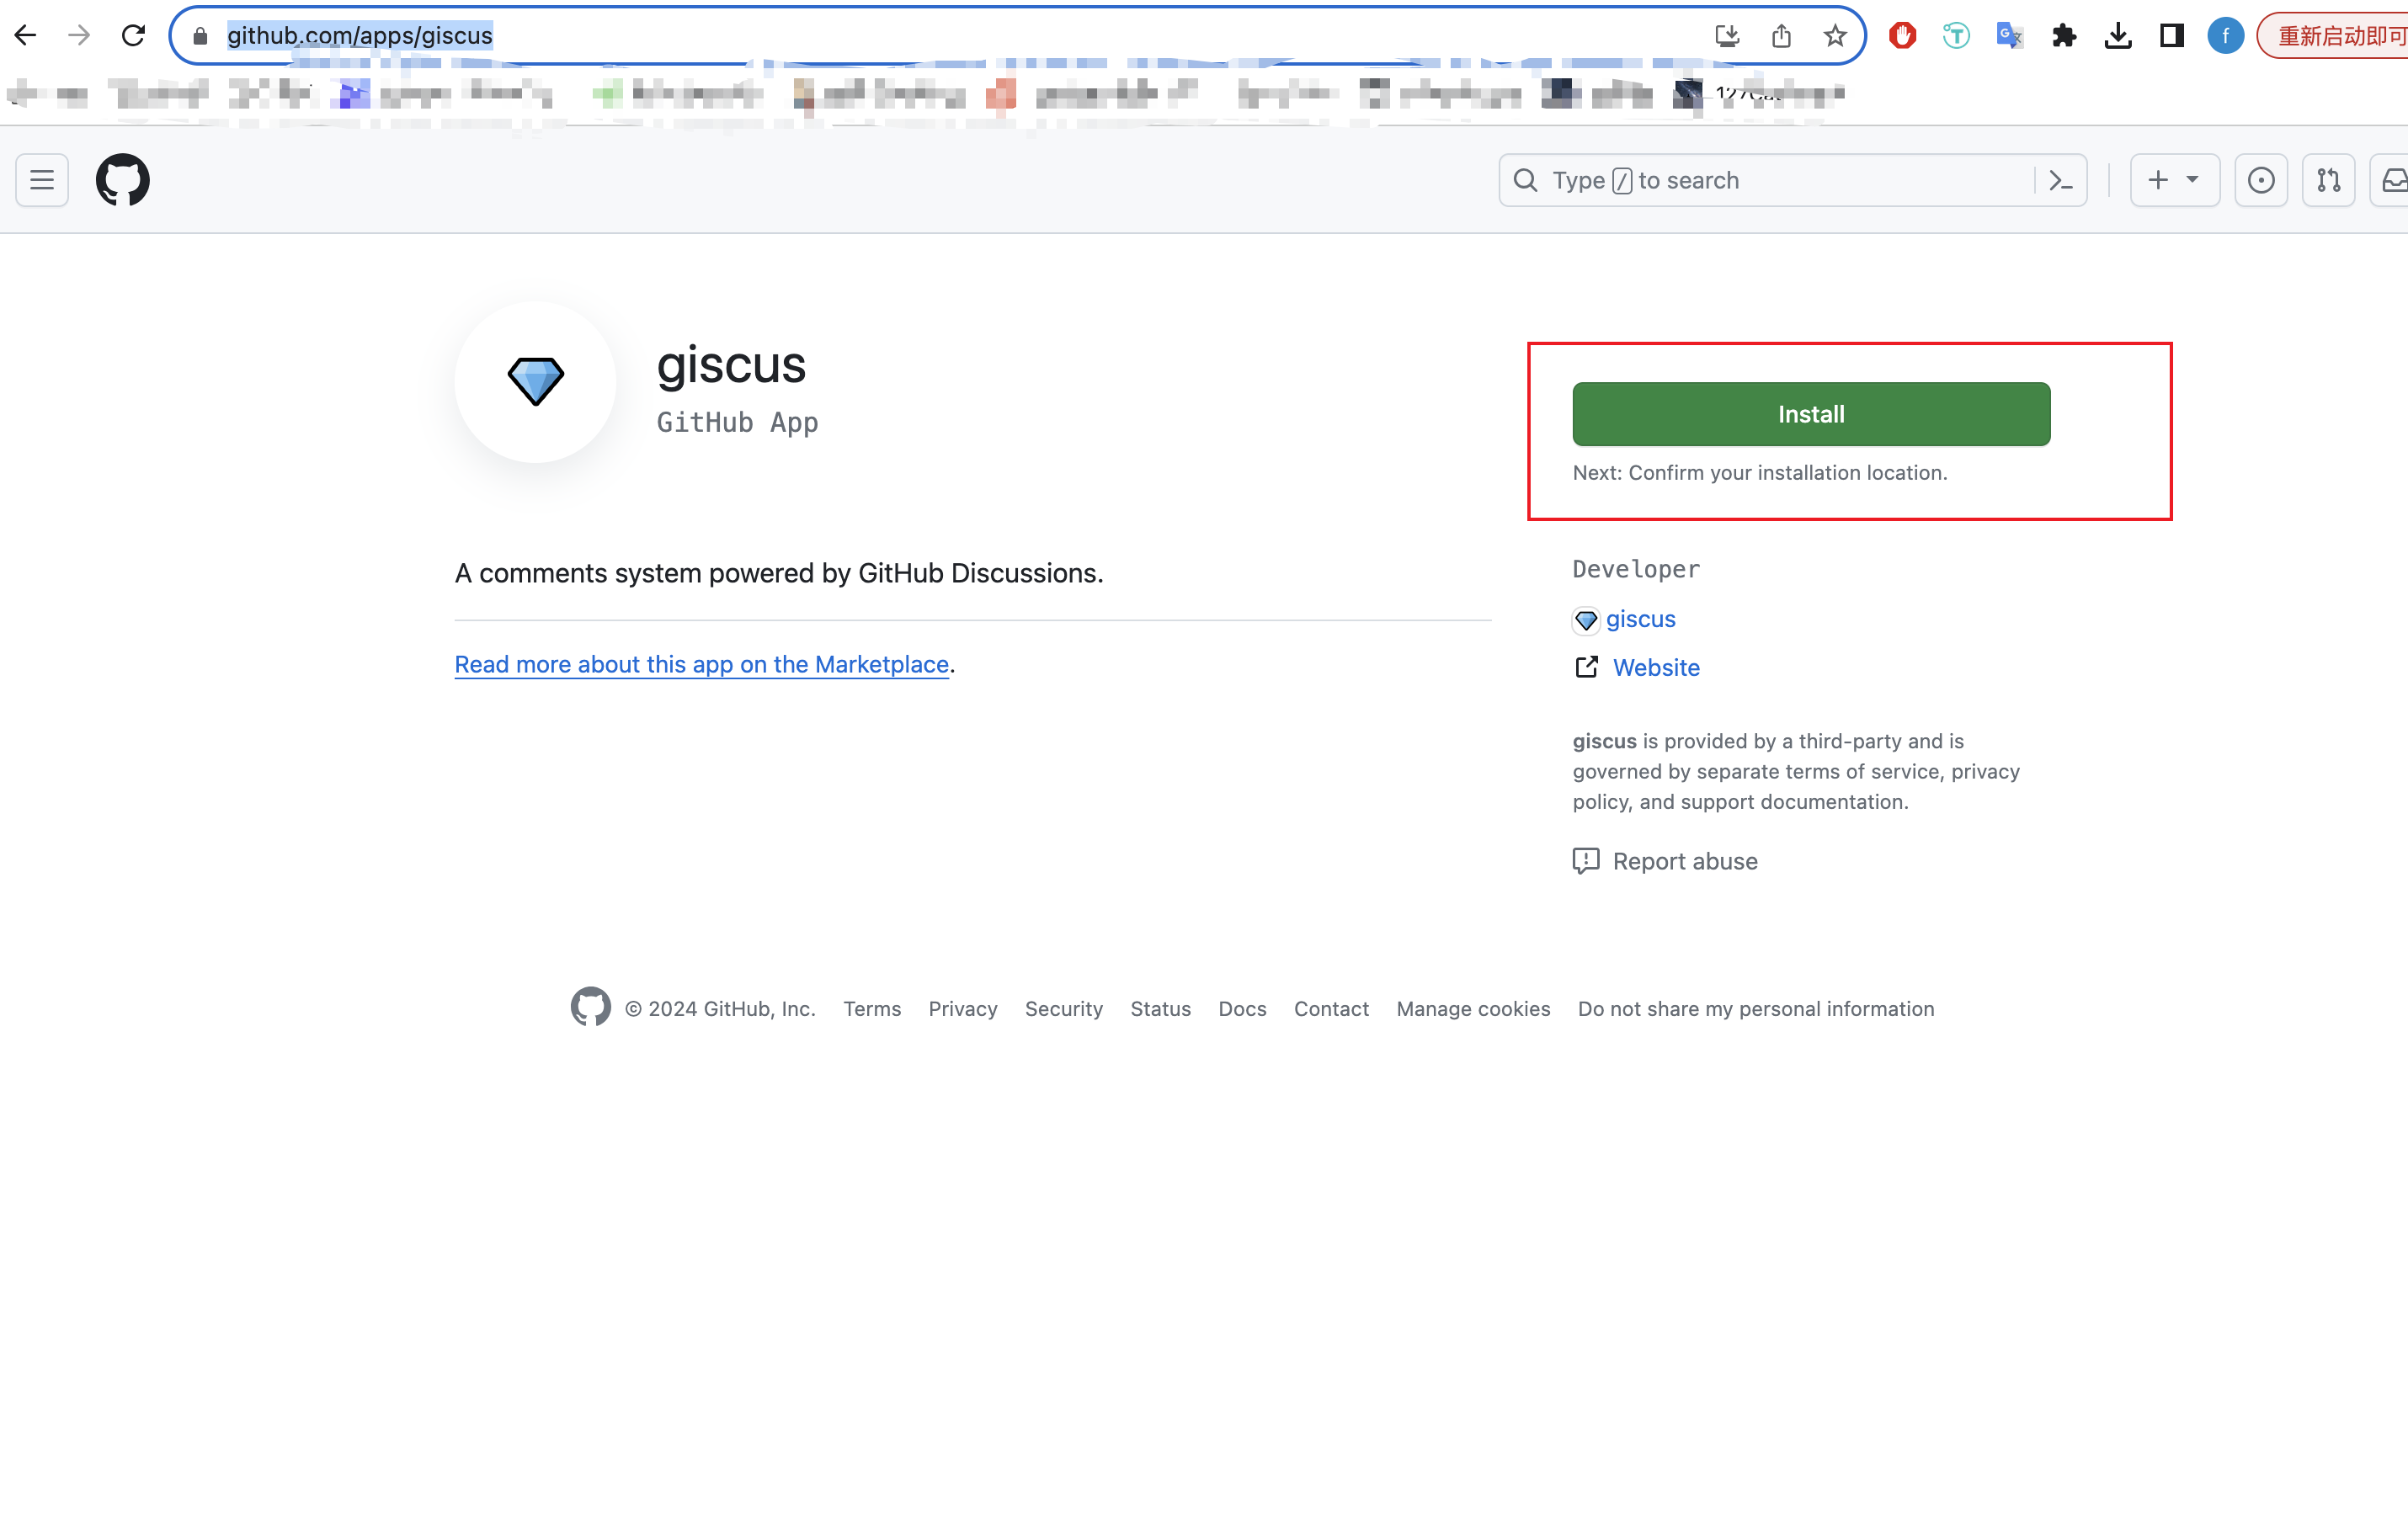 github.com/apps/giscus
f
重新启动即可
Type / to search
giscus
GitHub App
Install
Next: Confirm your installation location.
A comments system powered by GitHub Discussions.
Read more about this app on the Marketplace.
Developer
giscus
Website
giscus is provided by a third-party and is
governed by separate terms of service, privacy
policy, and support documentation.
Report abuse
© 2024 GitHub, Inc. Terms Privacy Security Status Docs Contact Manage cookies Do not share my personal information